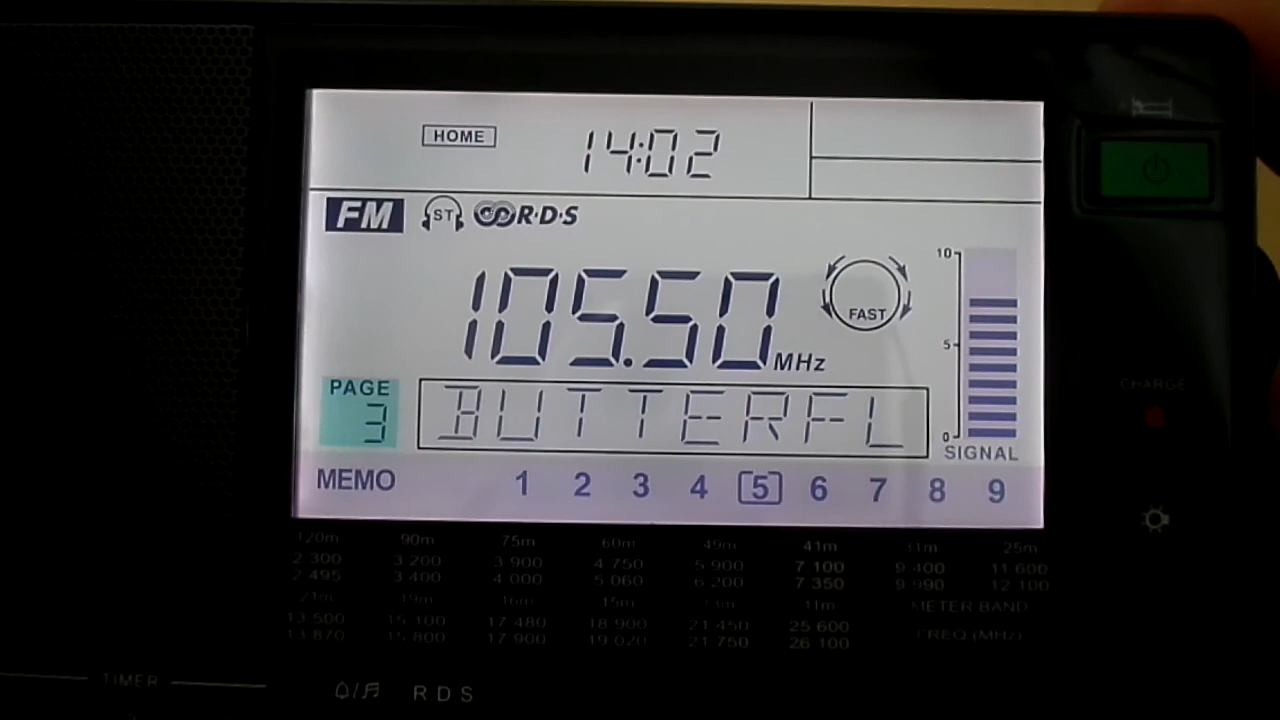 HOME 14:02
FM ST R·D·S
105.50 MHz
FAST
10
5
0
SIGNAL
PAGE
3
BUTTERFL
MEMO 1 2 3 4 5 6 7 8 9
120m 90m 75m 60m 49m 41m 31m 25m
2 300 3 200 3 900 4 750 5 900 7 100 9 400 11 600
2 495 3 400 4 000 5 060 6 200 7 350 9 990 12 100
21m 19m 16m 15m 13m 11m METER BAND
13 500 15 100 17 480 18 900 21 450 25 600
13 870 15 800 17 900 19 020 21 750 26 100 FREQ (MHz)
CHARGE
TIMER
R D S